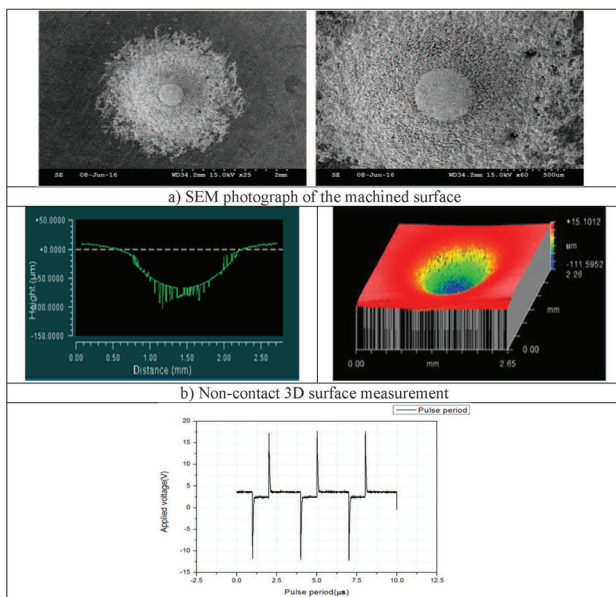 SE 08-Jun-16 WD34.2mm 15.0kV x25 2mm
SE 08-Jun-16 WD34.2mm 15.0kV x60 500um
a) SEM photograph of the machined surface
+50.0000
+0.0000
-50.0000
-100.000
-150.000
Height (µm)
0.00 0.50 1.00 1.50 2.00 2.50
Distance (mm)
+15.1012
µm
-111.5952
2.26
mm
0.00
0.00 mm 2.65
b) Non-contact 3D surface measurement
Pulse period
20
15
10
5
0
-5
-10
-15
Applied voltage(V)
-2.5 0.0 2.5 5.0 7.5 10.0 12.5
Pulse period(µs)